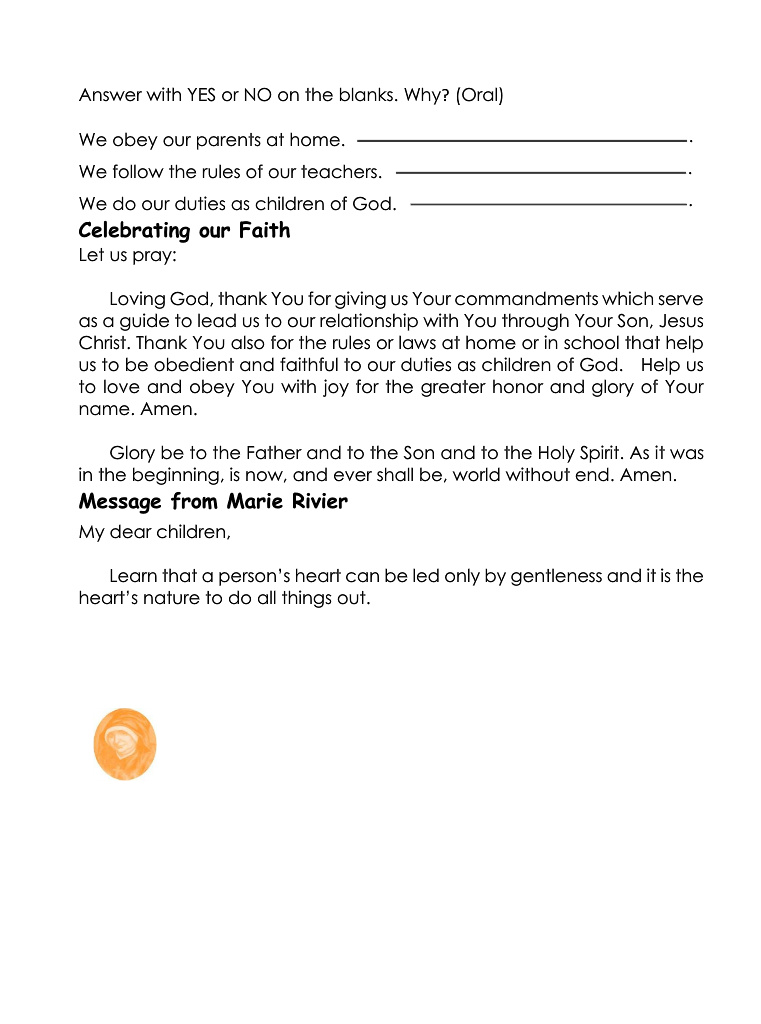 Answer with YES or NO on the blanks. Why? (Oral)
We obey our parents at home. .
We follow the rules of our teachers. .
We do our duties as children of God. .
Celebrating our Faith
Let us pray:
Loving God, thank You for giving us Your commandments which serve
as a guide to lead us to our relationship with You through Your Son, Jesus
Christ. Thank You also for the rules or laws at home or in school that help
us to be obedient and faithful to our duties as children of God. Help us
to love and obey You with joy for the greater honor and glory of Your
name. Amen.
Glory be to the Father and to the Son and to the Holy Spirit. As it was
in the beginning, is now, and ever shall be, world without end. Amen.
Message from Marie Rivier
My dear children,
Learn that a person’s heart can be led only by gentleness and it is the
heart’s nature to do all things out.